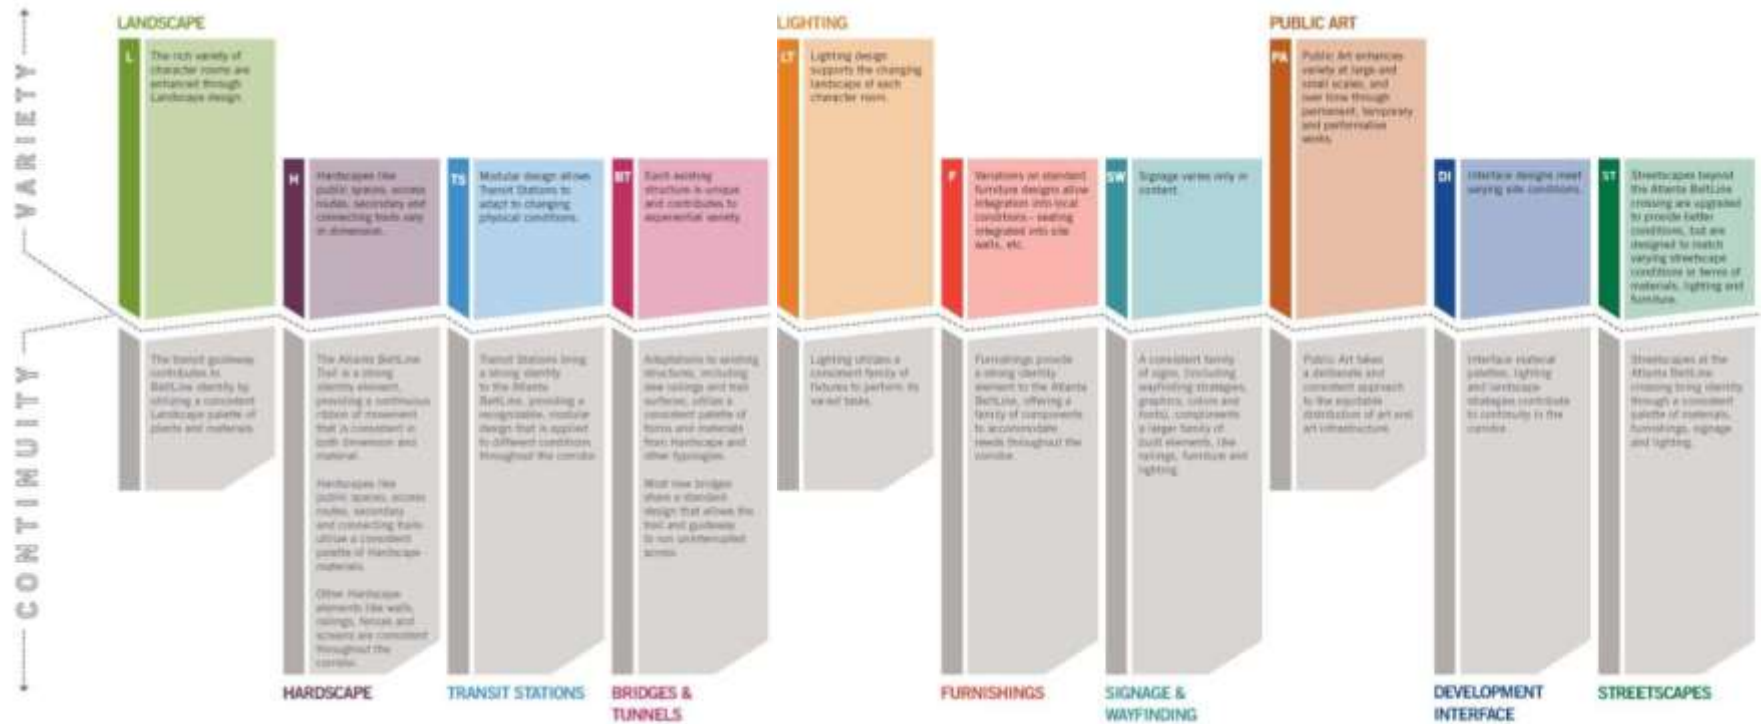 LANDSCAPE
LIGHTING
PUBLIC ART
VARIETY
CONTINUITY
L
The rich variety of
character rooms are
enhanced through
Landscape design.
H
Hardscapes like
public spaces, access
routes, secondary and
connecting trails vary
in dimension.
TS
Modular design allows
Transit Stations to
adapt to changing
physical conditions.
BT
Each existing
structure is unique
and contributes to
experiential variety.
LT
Lighting design
supports the changing
landscape of each
character room.
F
Variations on standard
furniture designs allow
integration into local
conditions - seating
integrated into site
walls, etc.
SW
Signage varies only in
content.
PA
Public Art enhances
variety at large and
small scales, and
over time through
permanent, temporary
and performative
works.
DI
Interface designs meet
varying site conditions.
ST
Streetscapes beyond
the Atlanta BeltLine
crossing are upgraded
to provide better
conditions, but are
designed to match
varying streetscape
conditions in terms of
materials, lighting and
furniture.
The transit guideway
contributes to
BeltLine identity by
utilizing a consistent
Landscape palette of
plants and materials.
The Atlanta BeltLine
Trail is a strong
identity element,
providing a continuous
ribbon of movement
that is consistent in
both dimension and
material.
Hardscapes like
public spaces, access
routes, secondary
and connecting trails
utilize a consistent
palette of Hardscape
materials.
Other Hardscape
elements like walls,
railings, fences and
screens are consistent
throughout the
corridor.
Transit Stations bring
a strong identity
to the Atlanta
BeltLine, providing a
recognizable, modular
design that is applied
to different conditions
throughout the corridor.
Adaptations to existing
structures, including
new railings and trail
surfaces, utilize a
consistent palette of
forms and materials
from Hardscape and
other typologies.
Most new bridges
share a standard
design that allows the
trail and guideway
to run uninterrupted
across.
Lighting utilizes a
consistent family of
fixtures to perform its
varied tasks.
Furnishings provide
a strong identity
element to the Atlanta
BeltLine, offering a
family of components
to accommodate
needs throughout the
corridor.
A consistent family
of signs, (including
wayfinding strategies,
graphics, colors and
fonts), complements
a larger family of
built elements, like
railings, furniture and
lighting.
Public Art takes
a deliberate and
consistent approach
to the equitable
distribution of art and
art infrastructure.
Interface material
palettes, lighting
and landscape
strategies contribute
to continuity in the
corridor.
Streetscapes at the
Atlanta BeltLine
crossing bring identity
through a consistent
palette of materials,
furnishings, signage
and lighting.
HARDSCAPE
TRANSIT STATIONS
BRIDGES &
TUNNELS
FURNISHINGS
SIGNAGE &
WAYFINDING
DEVELOPMENT
INTERFACE
STREETSCAPES